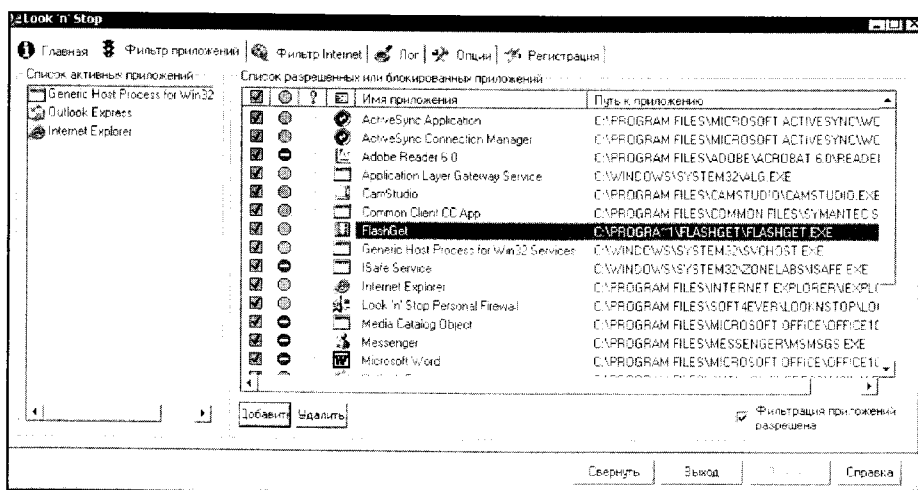 Look 'n' Stop
Главная Фильтр приложений Фильтр Internet Лог Опции Регистрация
Список активных приложений
Generic Host Process for Win32
Outlook Express
Internet Explorer
Список разрешенных или блокированных приложений
? Имя приложения Путь к приложению
ActiveSync Application C:\PROGRAM FILES\MICROSOFT ACTIVESYNC\WC
ActiveSync Connection Manager C:\PROGRAM FILES\MICROSOFT ACTIVESYNC\WC
Adobe Reader 6.0 C:\PROGRAM FILES\ADOBE\ACROBAT 6.0\READEI
Application Layer Gateway Service C:\WINDOWS\SYSTEM32\ALG.EXE
CamStudio C:\PROGRAM FILES\CAMSTUDIO\CAMSTUDIO.EXE
Common Client CC App C:\PROGRAM FILES\COMMON FILES\SYMANTEC S
FlashGet C:\PROGRA~1\FLASHGET\FLASHGET.EXE
Generic Host Process for Win32 Services C:\WINDOWS\SYSTEM32\SVCHOST.EXE
ISafe Service C:\WINDOWS\SYSTEM32\ZONELABS\ISAFE.EXE
Internet Explorer C:\PROGRAM FILES\INTERNET EXPLORER\IEXPLO
Look 'n' Stop Personal Firewall C:\PROGRAM FILES\SOFT4EVER\LOOKNSTOP\LO
Media Catalog Object C:\PROGRAM FILES\MICROSOFT OFFICE\OFFICE10
Messenger C:\PROGRAM FILES\MESSENGER\MSMSGS.EXE
Microsoft Word C:\PROGRAM FILES\MICROSOFT OFFICE\OFFICE10
Добавить Удалить
Фильтрация приложений
разрешена
Свернуть Выход Справка